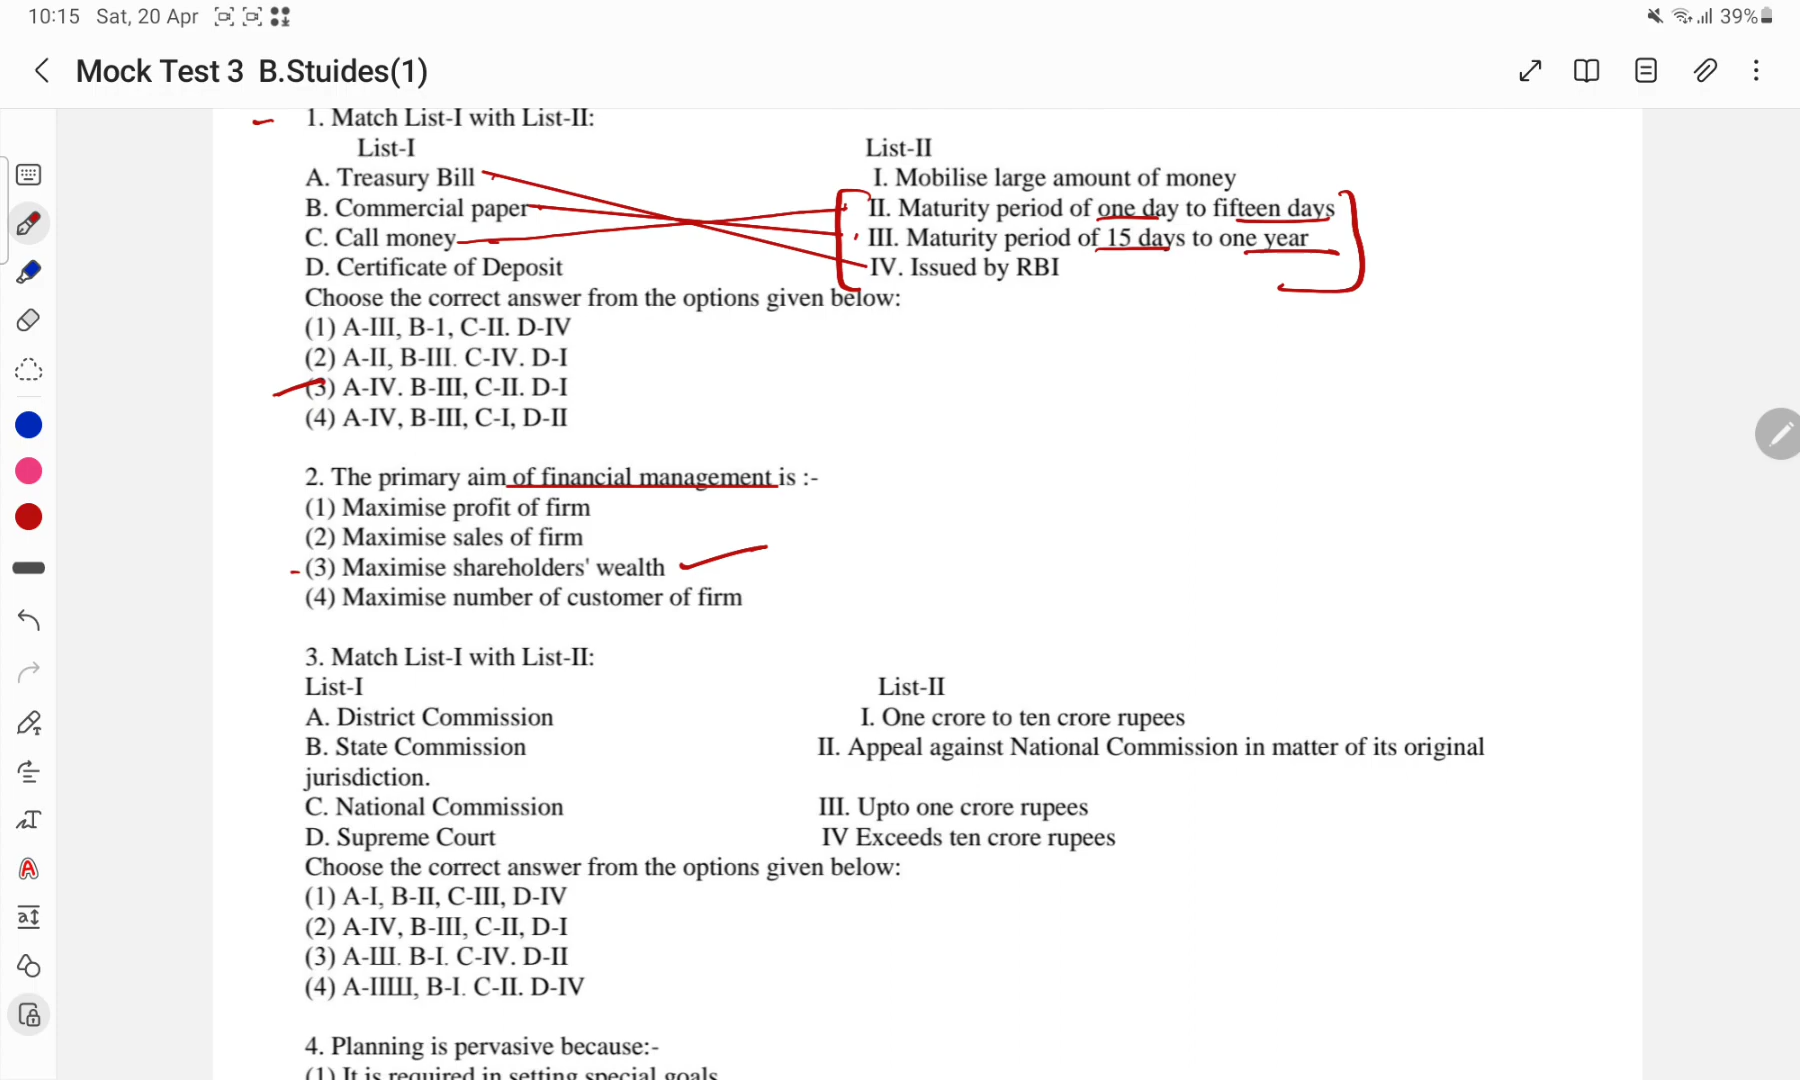 10:15 Sat, 20 Apr 39%
Mock Test 3 B.Stuides(1)
1. Match List-I with List-II:
List-I List-II
A. Treasury Bill I. Mobilise large amount of money
B. Commercial paper II. Maturity period of one day to fifteen days
C. Call money III. Maturity period of 15 days to one year
D. Certificate of Deposit IV. Issued by RBI
Choose the correct answer from the options given below:
(1) A-III, B-1, C-II. D-IV
(2) A-II, B-III. C-IV. D-I
(3) A-IV. B-III, C-II. D-I
(4) A-IV, B-III, C-I, D-II
2. The primary aim of financial management is :-
(1) Maximise profit of firm
(2) Maximise sales of firm
(3) Maximise shareholders' wealth
(4) Maximise number of customer of firm
3. Match List-I with List-II:
List-I List-II
A. District Commission I. One crore to ten crore rupees
B. State Commission II. Appeal against National Commission in matter of its original
jurisdiction.
C. National Commission III. Upto one crore rupees
D. Supreme Court IV Exceeds ten crore rupees
Choose the correct answer from the options given below:
(1) A-I, B-II, C-III, D-IV
(2) A-IV, B-III, C-II, D-I
(3) A-III. B-I. C-IV. D-II
(4) A-IIIII, B-I. C-II. D-IV
4. Planning is pervasive because:-
(1) It is required in setting special goals